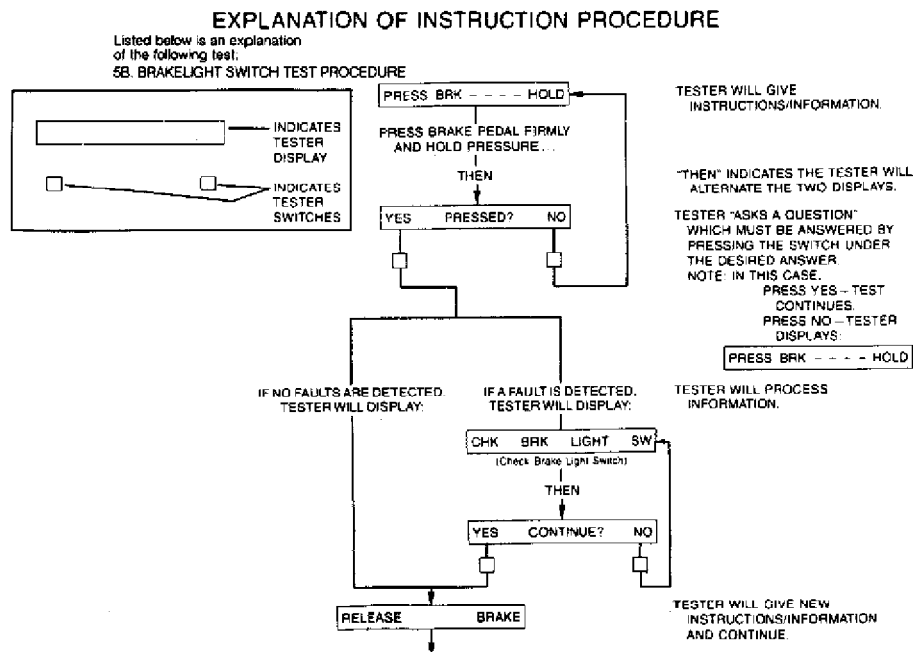 EXPLANATION OF INSTRUCTION PROCEDURE
Listed below is an explanation
of the following test:
5B. BRAKELIGHT SWITCH TEST PROCEDURE
INDICATES
TESTER
DISPLAY
INDICATES
TESTER
SWITCHES
PRESS BRK - - - - HOLD
PRESS BRAKE PEDAL FIRMLY
AND HOLD PRESSURE...
THEN
YES PRESSED? NO
TESTER WILL GIVE
INSTRUCTIONS/INFORMATION.
"THEN" INDICATES THE TESTER WILL
ALTERNATE THE TWO DISPLAYS.
TESTER "ASKS A QUESTION"
WHICH MUST BE ANSWERED BY
PRESSING THE SWITCH UNDER
THE DESIRED ANSWER.
NOTE: IN THIS CASE.
PRESS YES – TEST
CONTINUES.
PRESS NO – TESTER
DISPLAYS:
PRESS BRK - - - - HOLD
IF NO FAULTS ARE DETECTED.
TESTER WILL DISPLAY:
IF A FAULT IS DETECTED.
TESTER WILL DISPLAY:
TESTER WILL PROCESS
INFORMATION.
CHK BRK LIGHT SW
(Check Brake Light Switch)
THEN
YES CONTINUE? NO
RELEASE BRAKE
TESTER WILL GIVE NEW
INSTRUCTIONS/INFORMATION
AND CONTINUE.